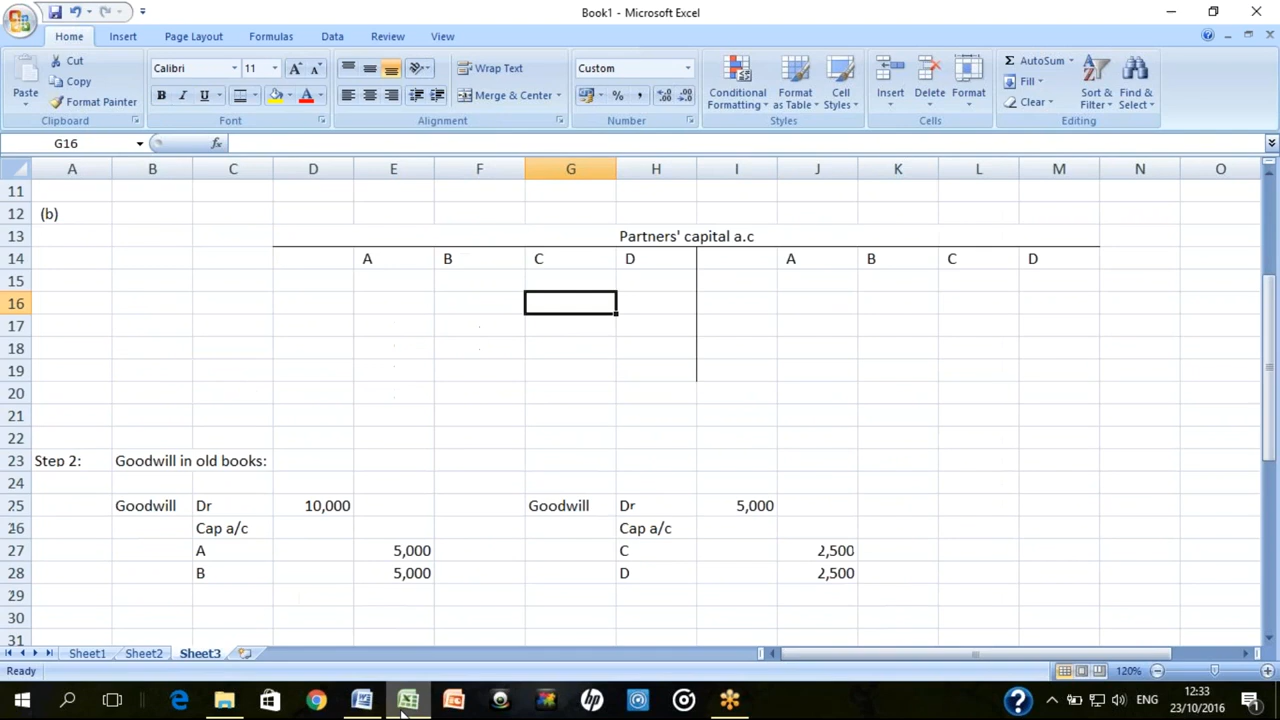 Book1 - Microsoft Excel
Home Insert Page Layout Formulas Data Review View
Cut
Copy
Format Painter
Paste
Clipboard
Calibri 11
B I U
Font
Wrap Text
Merge & Center
Alignment
Custom
% ,
Number
Conditional Formatting
Format as Table
Cell Styles
Styles
Insert Delete Format
Cells
Σ AutoSum
Fill
Clear
Sort & Filter
Find & Select
Editing
G16 fx
A B C D E F G H I J K L M N O
11
12 (b)
13 Partners' capital a.c
14 A B C D A B C D
15
16
17
18
19
20
21
22
23 Step 2: Goodwill in old books:
24
25 Goodwill Dr 10,000 Goodwill Dr 5,000
26 Cap a/c Cap a/c
27 A 5,000 C 2,500
28 B 5,000 D 2,500
29
30
31
Sheet1 Sheet2 Sheet3
Ready 120%
hp ? ENG 12:33
23/10/2016 1